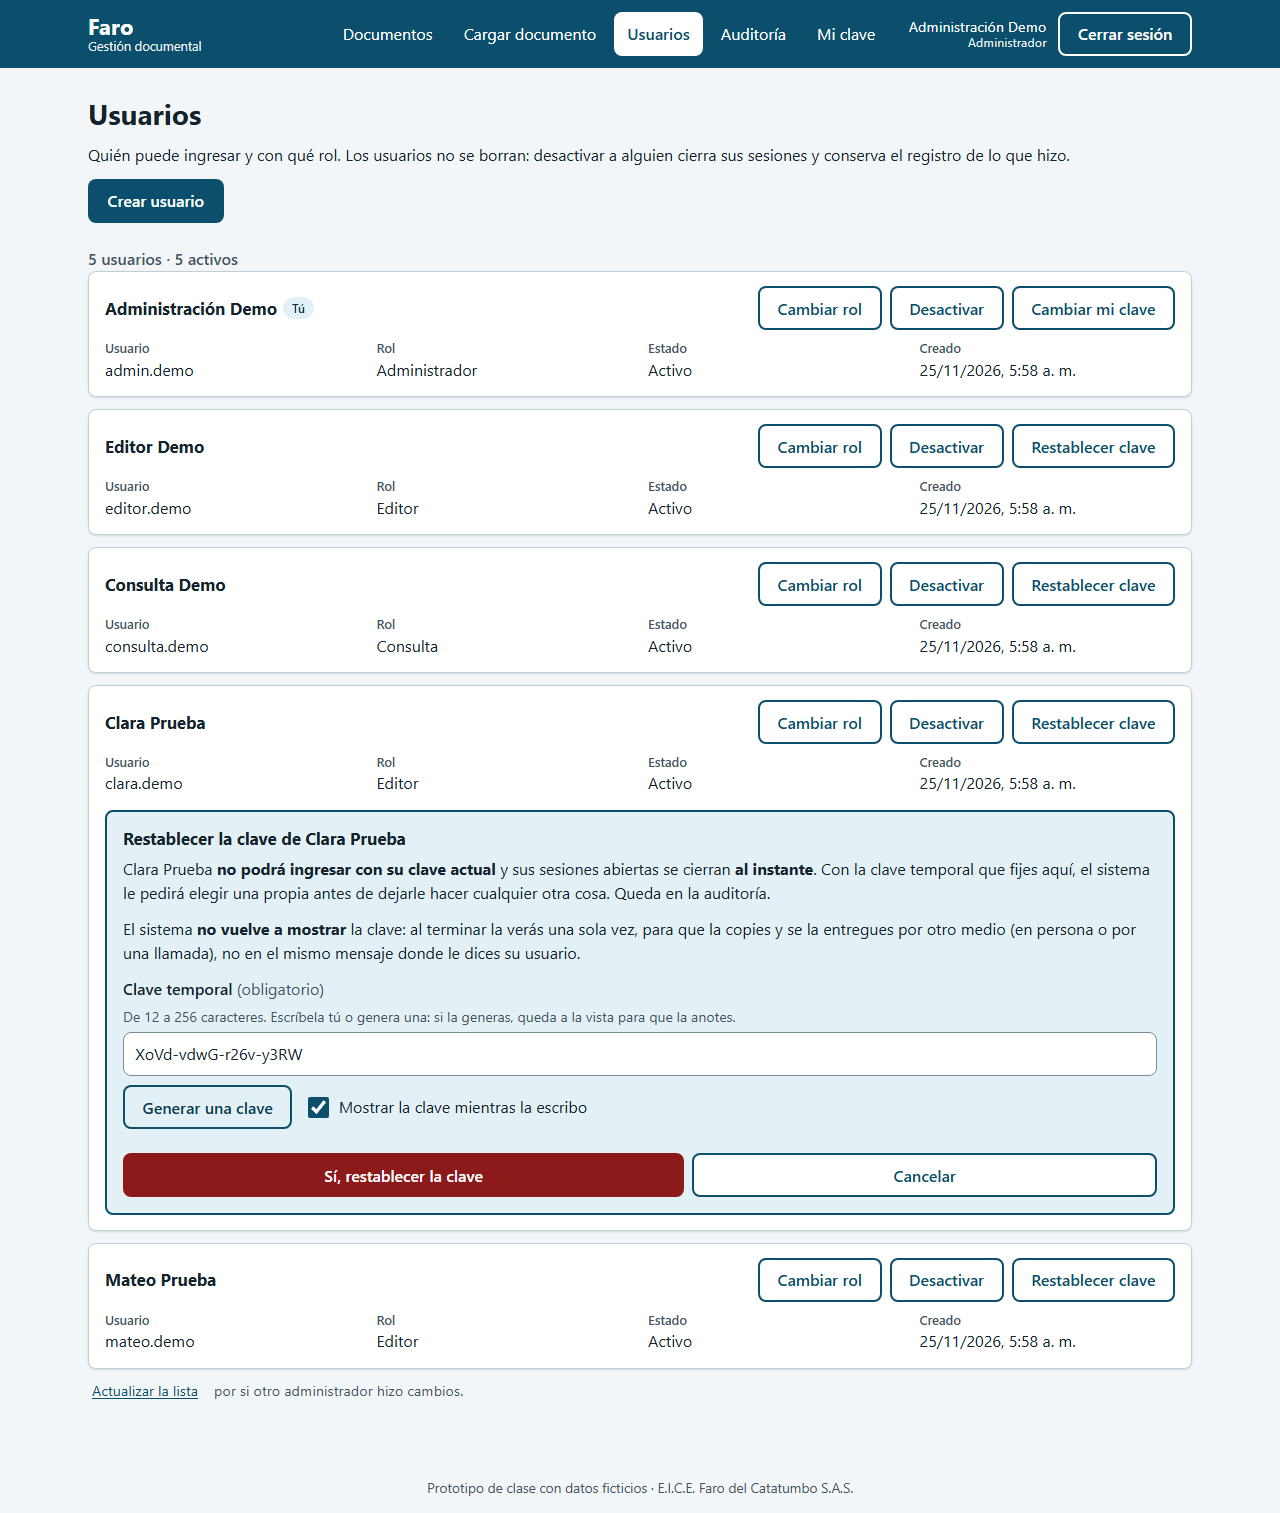 Faro
Gestión documental
Documentos
Cargar documento
Usuarios
Auditoría
Mi clave
Administración Demo
Administrador
Cerrar sesión
Usuarios
Quién puede ingresar y con qué rol. Los usuarios no se borran: desactivar a alguien cierra sus sesiones y conserva el registro de lo que hizo.
Crear usuario
5 usuarios · 5 activos
Administración Demo Tú
Cambiar rol
Desactivar
Cambiar mi clave
Usuario Rol Estado Creado
admin.demo Administrador Activo 25/11/2026, 5:58 a. m.
Editor Demo
Cambiar rol
Desactivar
Restablecer clave
Usuario Rol Estado Creado
editor.demo Editor Activo 25/11/2026, 5:58 a. m.
Consulta Demo
Cambiar rol
Desactivar
Restablecer clave
Usuario Rol Estado Creado
consulta.demo Consulta Activo 25/11/2026, 5:58 a. m.
Clara Prueba
Cambiar rol
Desactivar
Restablecer clave
Usuario Rol Estado Creado
clara.demo Editor Activo 25/11/2026, 5:58 a. m.
Restablecer la clave de Clara Prueba
Clara Prueba no podrá ingresar con su clave actual y sus sesiones abiertas se cierran al instante. Con la clave temporal que fijes aquí, el sistema
le pedirá elegir una propia antes de dejarle hacer cualquier otra cosa. Queda en la auditoría.
El sistema no vuelve a mostrar la clave: al terminar la verás una sola vez, para que la copies y se la entregues por otro medio (en persona o por
una llamada), no en el mismo mensaje donde le dices su usuario.
Clave temporal (obligatorio)
De 12 a 256 caracteres. Escríbela tú o genera una: si la generas, queda a la vista para que la anotes.
XoVd-vdwG-r26v-y3RW
Generar una clave
Mostrar la clave mientras la escribo
Sí, restablecer la clave
Cancelar
Mateo Prueba
Cambiar rol
Desactivar
Restablecer clave
Usuario Rol Estado Creado
mateo.demo Editor Activo 25/11/2026, 5:58 a. m.
Actualizar la lista por si otro administrador hizo cambios.
Prototipo de clase con datos ficticios · E.I.C.E. Faro del Catatumbo S.A.S.